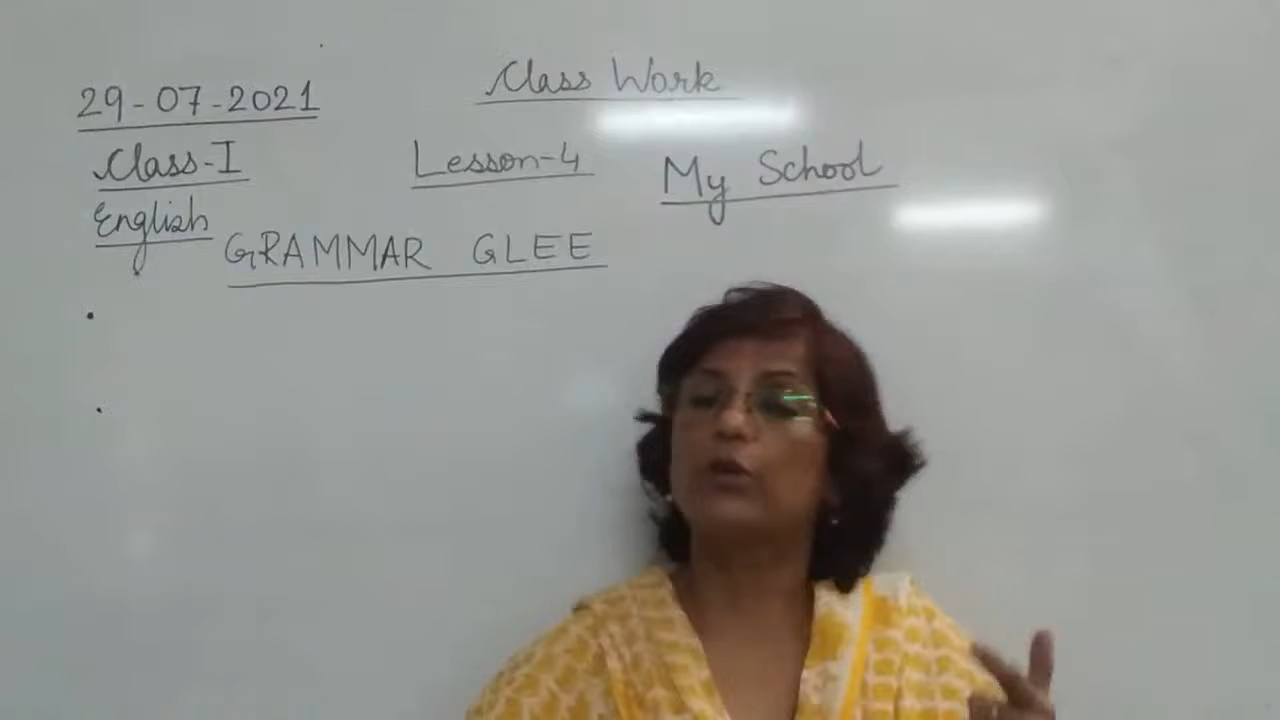 Class Work
29-07-2021
Class-I Lesson-4 My School
English
GRAMMAR GLEE